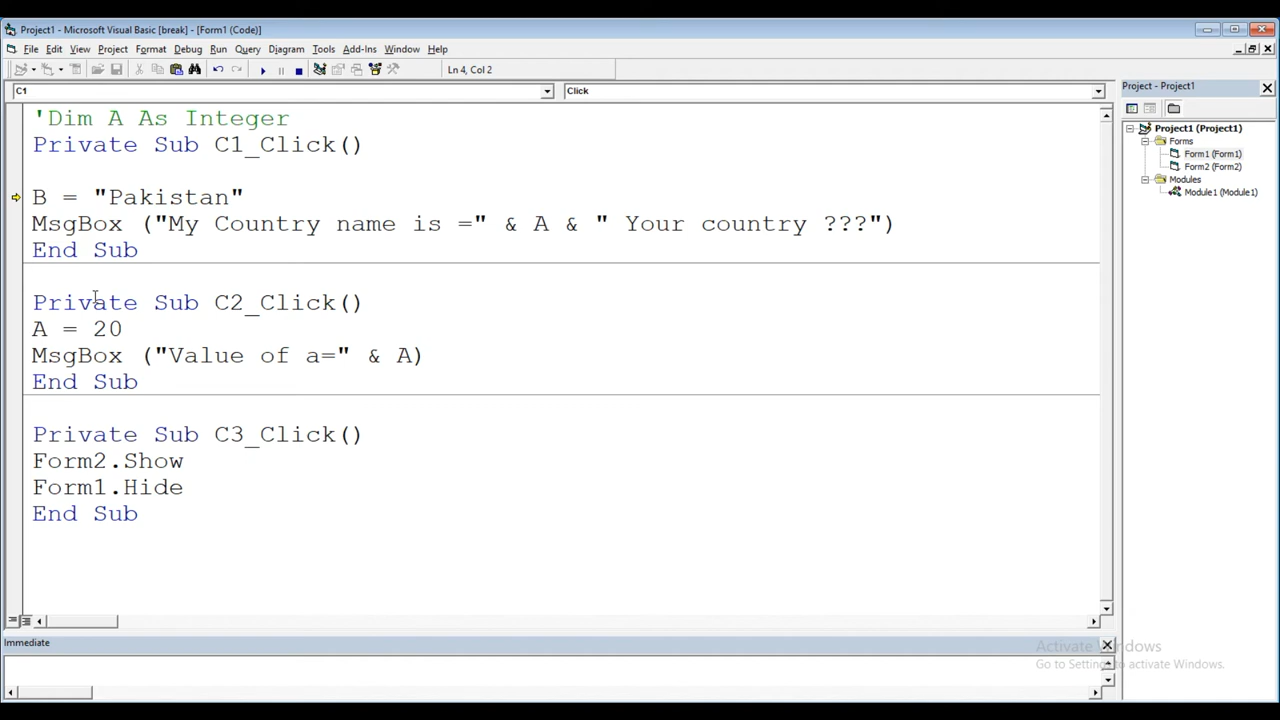 Project1 - Microsoft Visual Basic [break] - [Form1 (Code)]
File Edit View Project Format Debug Run Query Diagram Tools Add-Ins Window Help
Ln 4, Col 2
C1 Click
'Dim A As Integer
Private Sub C1_Click()
B = "Pakistan"
MsgBox ("My Country name is =" & A & " Your country ???")
End Sub
Private Sub C2_Click()
A = 20
MsgBox ("Value of a=" & A)
End Sub
Private Sub C3_Click()
Form2.Show
Form1.Hide
End Sub
Immediate
Project - Project1
Project1 (Project1)
Forms
Form1 (Form1)
Form2 (Form2)
Modules
Module1 (Module1)
Activate Windows
Go to Settings to activate Windows.